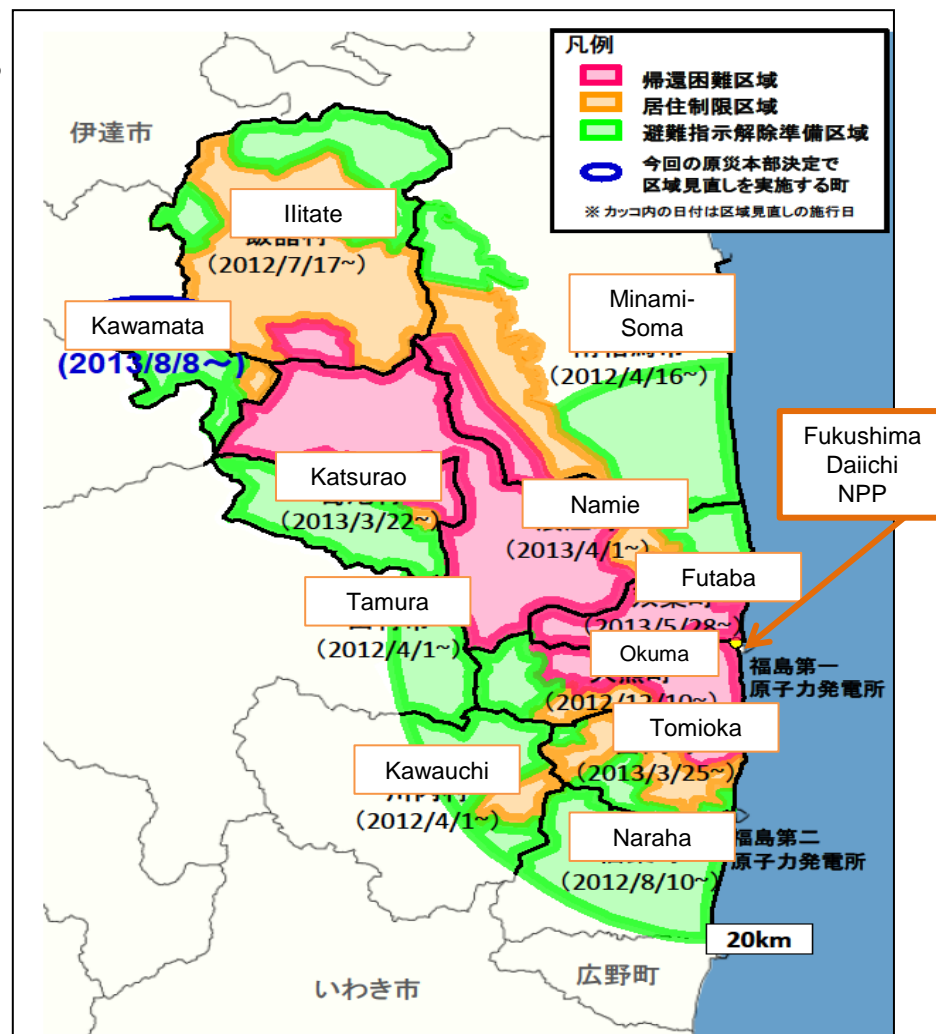 凡例
帰還困難区域
居住制限区域
避難指示解除準備区域
今回の原災本部決定で
区域見直しを実施する町
※ カッコ内の日付は区域見直しの施行日
伊達市
Ilitate
(2012/7/17~)
Kawamata
(2013/8/8～)
Minami-
Soma
(2012/4/16~)
Fukushima
Daiichi
NPP
Katsurao
(2013/3/22~)
Namie
(2013/4/1~)
Futaba
(2013/5/28~)
Tamura
(2012/4/1~)
Okuma
(2012/12/10~)
福島第一
原子力発電所
Tomioka
(2013/3/25~)
Kawauchi
(2012/4/1~)
Naraha
(2012/8/10~)
福島第二
原子力発電所
20km
広野町
いわき市